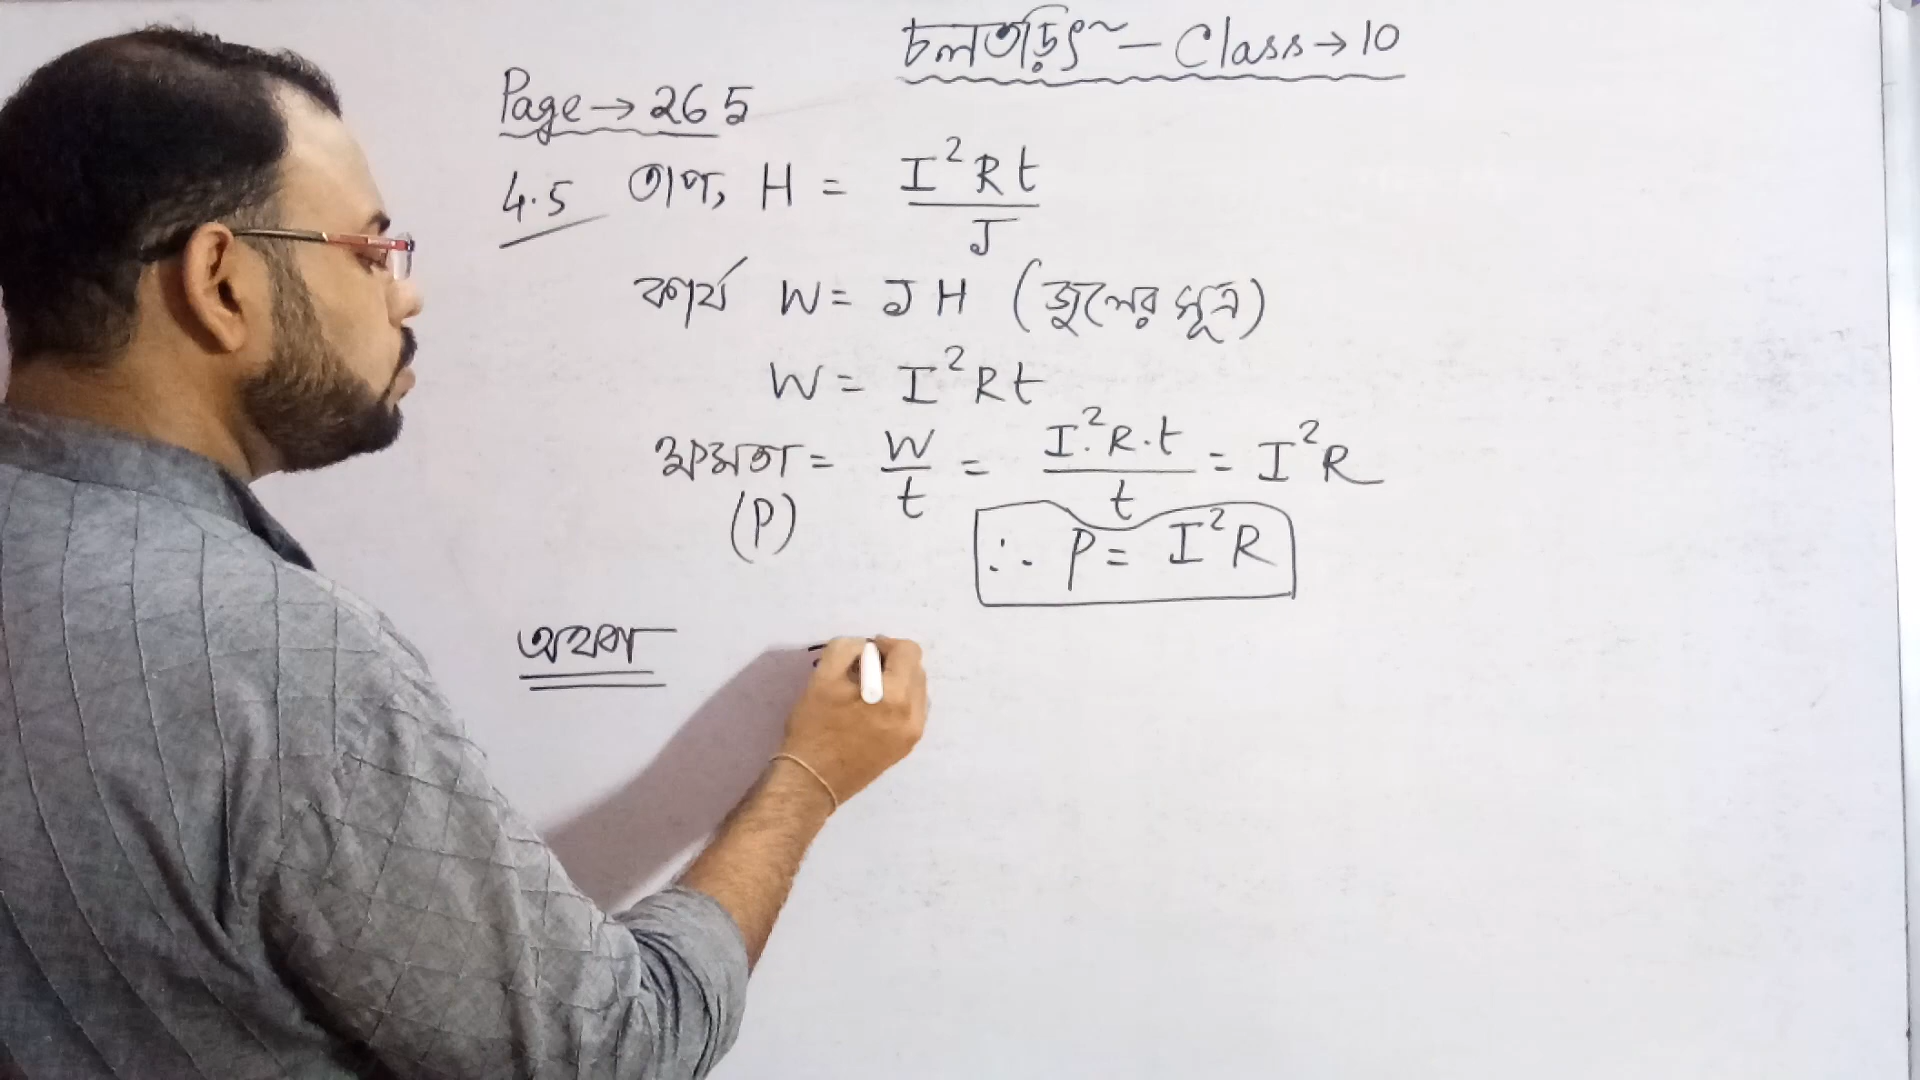 চলতড়িৎ — Class → 10
Page → 265
4.5 তাপ, H = I²Rt / J
কার্য W = JH (জুলের সূত্র)
W = I²Rt
ক্ষমতা = W / t = I².R.t / t = I²R
(P)
∴ P = I²R
অথবা